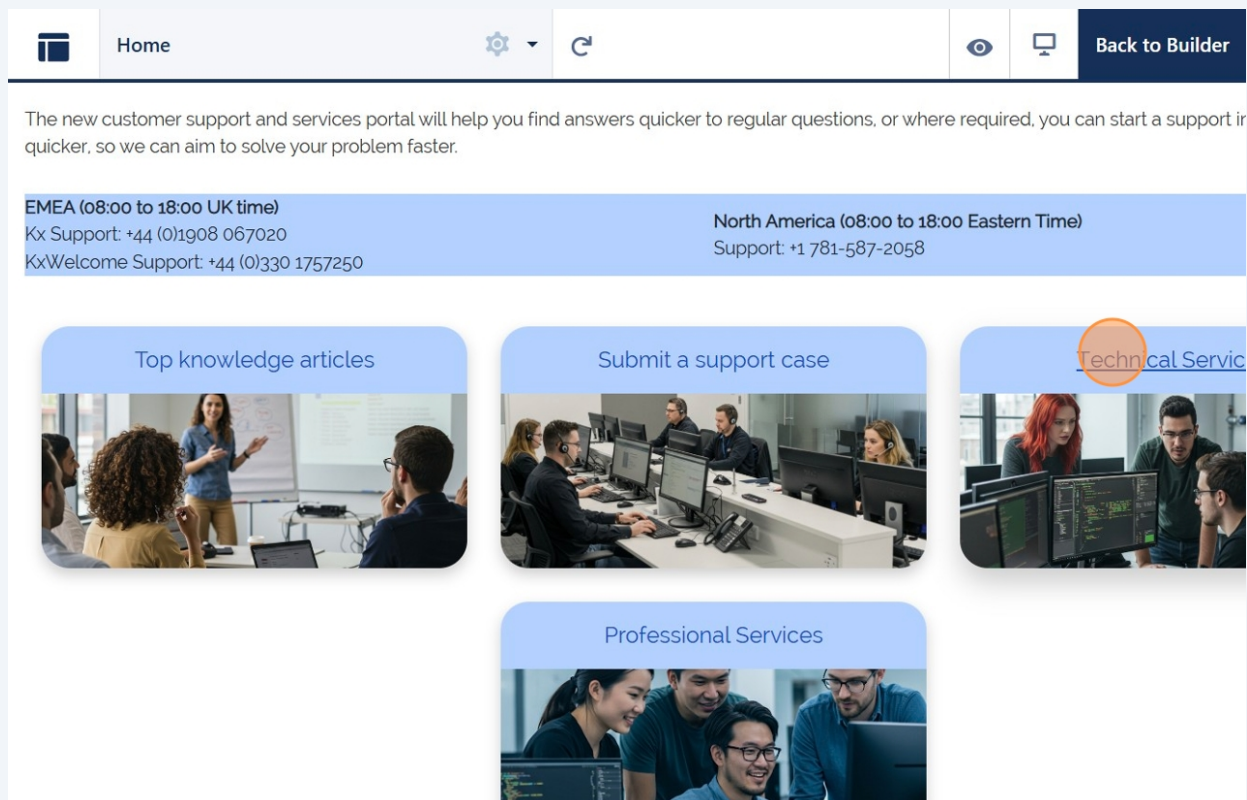 Home
Back to Builder
The new customer support and services portal will help you find answers quicker to regular questions, or where required, you can start a support
quicker, so we can aim to solve your problem faster.
EMEA (08:00 to 18:00 UK time)
Kx Support: +44 (0)1908 067020
KxWelcome Support: +44 (0)330 1757250
North America (08:00 to 18:00 Eastern Time)
Support: +1 781-587-2058
Top knowledge articles
Submit a support case
Technical Servic
Professional Services